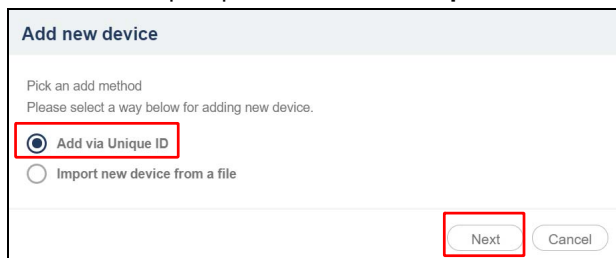 Add new device
Pick an add method
Please select a way below for adding new device.
Add via Unique ID
Import new device from a file
Next Cancel